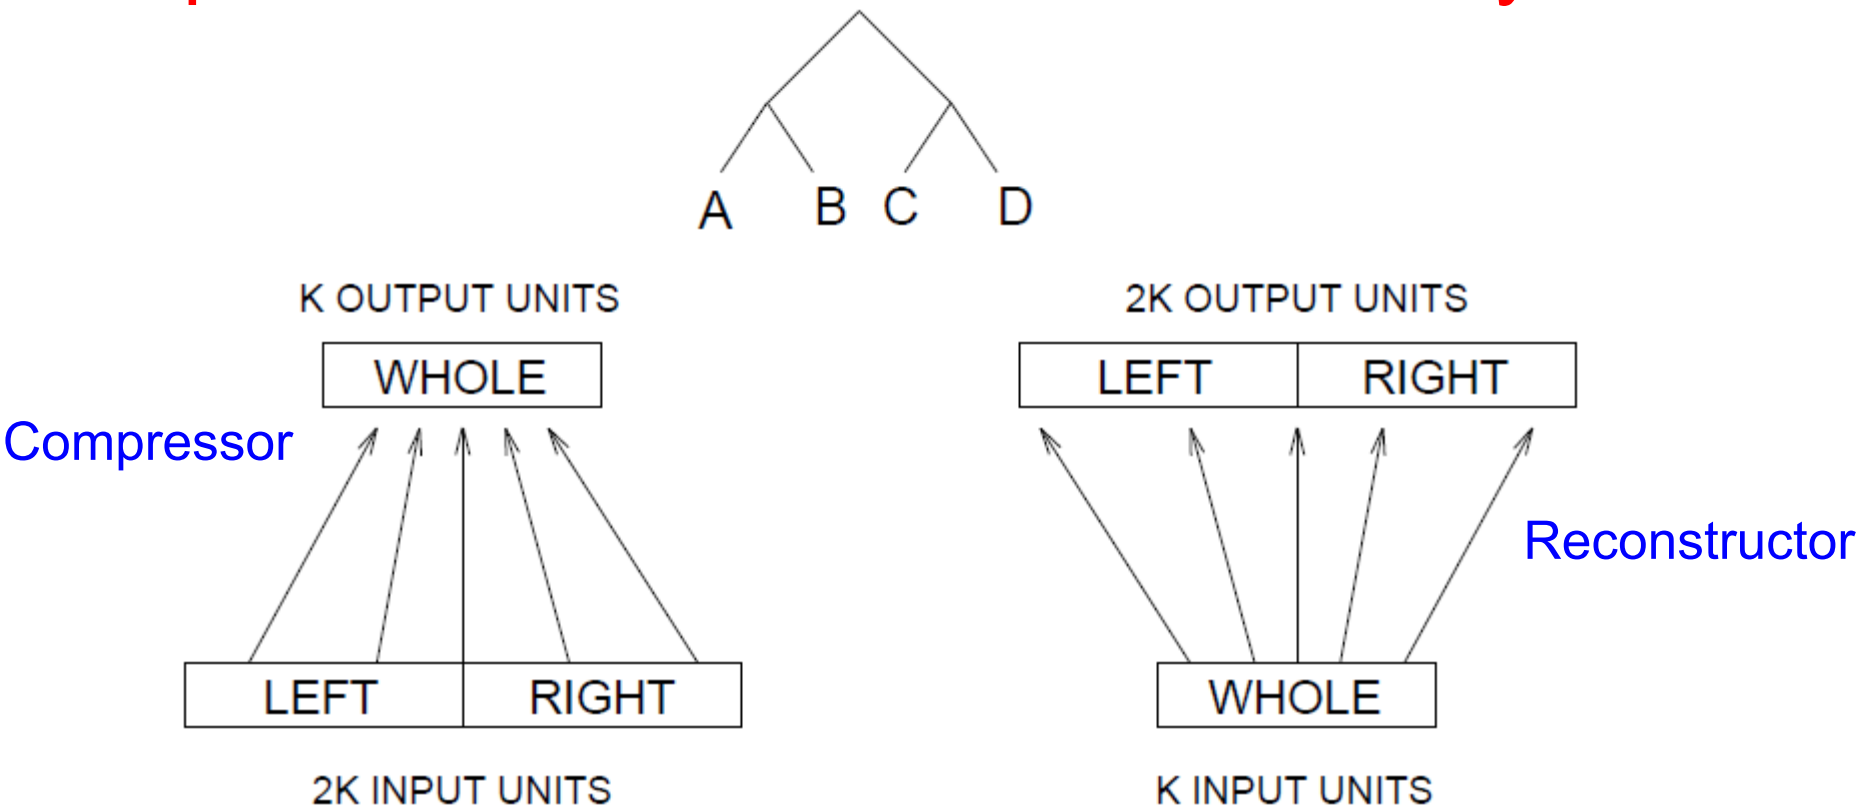 A B C D
K OUTPUT UNITS
WHOLE
Compressor
LEFT RIGHT
2K INPUT UNITS
2K OUTPUT UNITS
LEFT RIGHT
Reconstructor
WHOLE
K INPUT UNITS